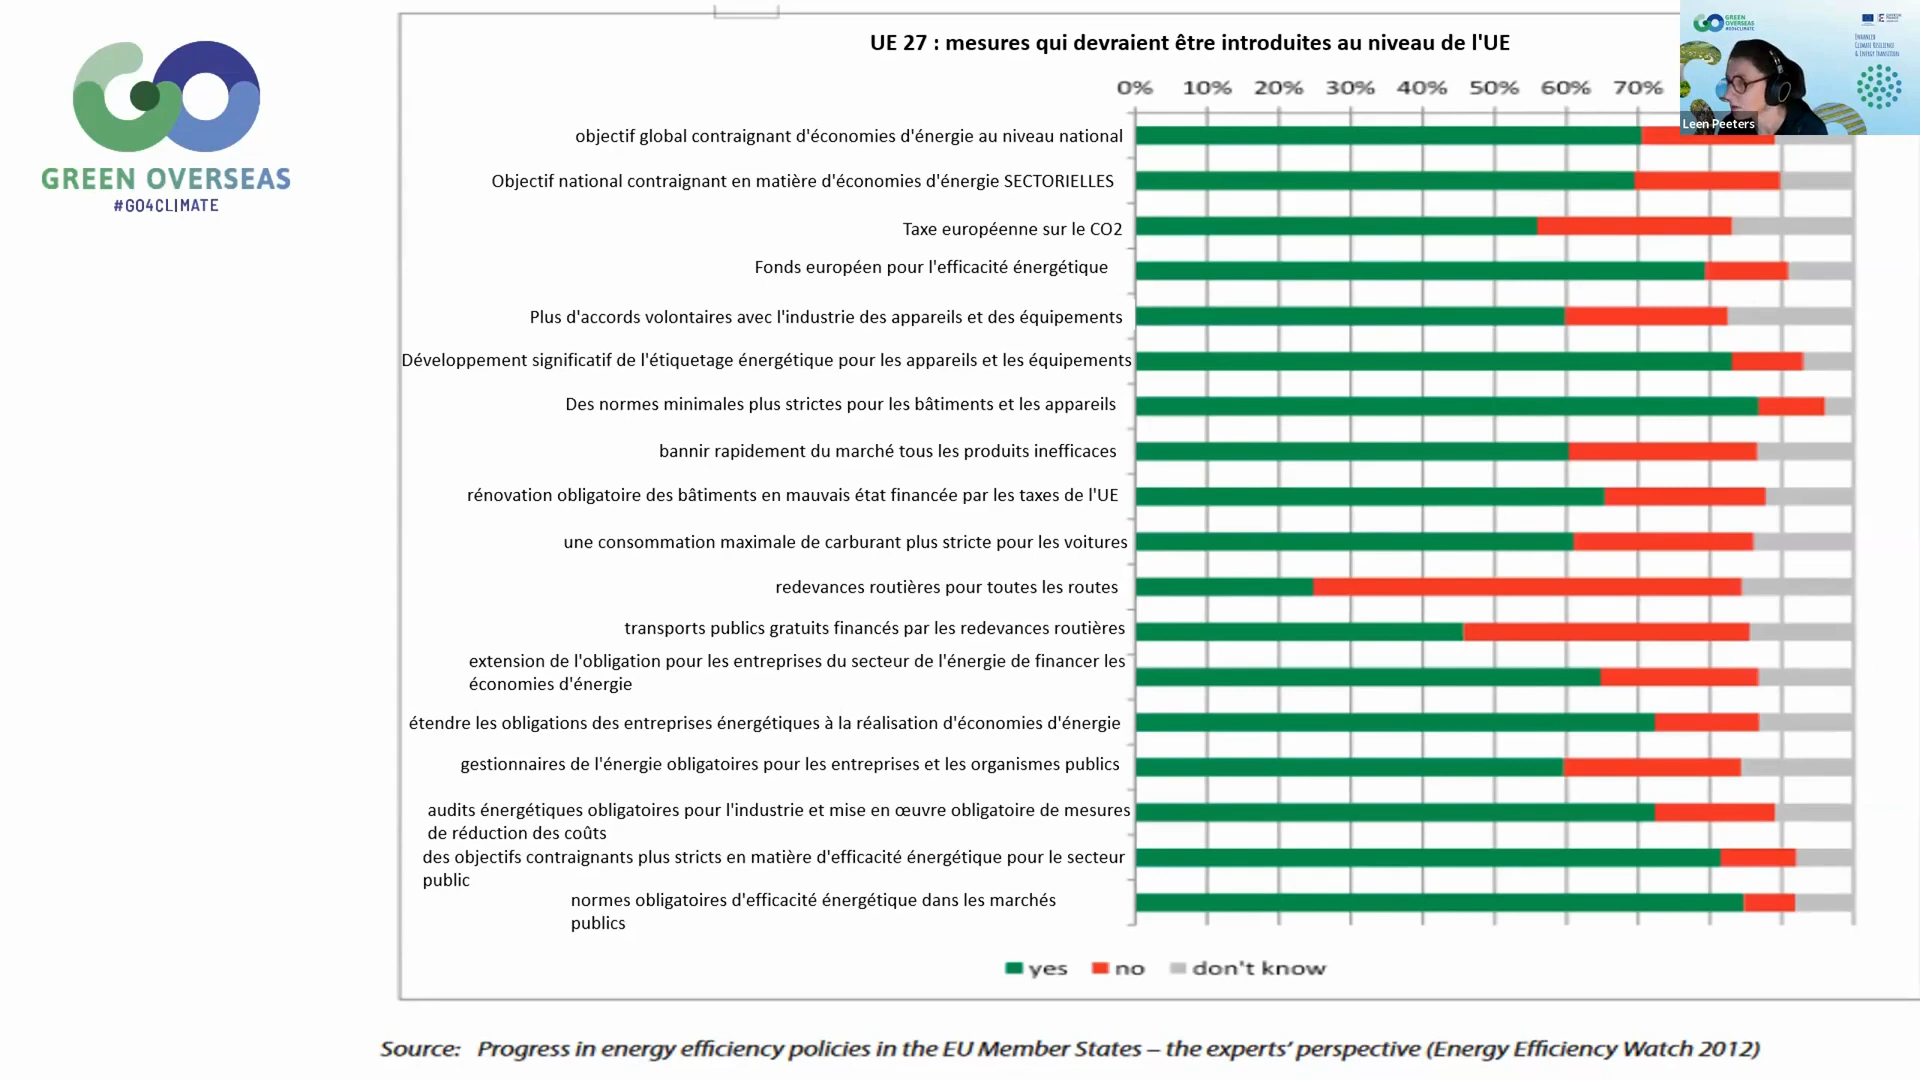 GREEN OVERSEAS
#GO4CLIMATE
UE 27 : mesures qui devraient être introduites au niveau de l'UE
0% 10% 20% 30% 40% 50% 60% 70%
objectif global contraignant d'économies d'énergie au niveau national
Objectif national contraignant en matière d'économies d'énergie SECTORIELLES
Taxe européenne sur le CO2
Fonds européen pour l'efficacité énergétique
Plus d'accords volontaires avec l'industrie des appareils et des équipements
Développement significatif de l'étiquetage énergétique pour les appareils et les équipements
Des normes minimales plus strictes pour les bâtiments et les appareils
bannir rapidement du marché tous les produits inefficaces
rénovation obligatoire des bâtiments en mauvais état financée par les taxes de l'UE
une consommation maximale de carburant plus stricte pour les voitures
redevances routières pour toutes les routes
transports publics gratuits financés par les redevances routières
extension de l'obligation pour les entreprises du secteur de l'énergie de financer les
économies d'énergie
étendre les obligations des entreprises énergétiques à la réalisation d'économies d'énergie
gestionnaires de l'énergie obligatoires pour les entreprises et les organismes publics
audits énergétiques obligatoires pour l'industrie et mise en œuvre obligatoire de mesures
de réduction des coûts
des objectifs contraignants plus stricts en matière d'efficacité énergétique pour le secteur
public
normes obligatoires d'efficacité énergétique dans les marchés
publics
yes no don't know
Source: Progress in energy efficiency policies in the EU Member States – the experts' perspective (Energy Efficiency Watch 2012)
GREEN
OVERSEAS
#GO4CLIMATE
ENHANCED
CLIMATE RESILIENCE
& ENERGY TRANSITION
Leen Peeters